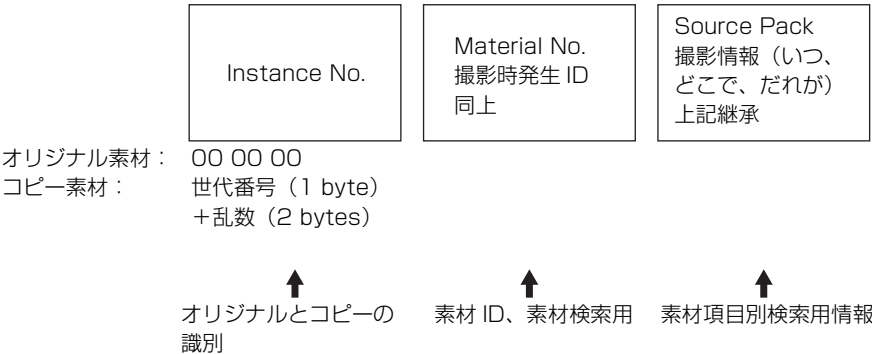 Instance No.
Material No.
撮影時発生 ID
同上
Source Pack
撮影情報（いつ、
どこで、だれが）
上記継承
オリジナル素材： 00 00 00
コピー素材： 世代番号（1 byte）
＋乱数（2 bytes）
オリジナルとコピーの
識別
素材 ID、素材検索用
素材項目別検索用情報